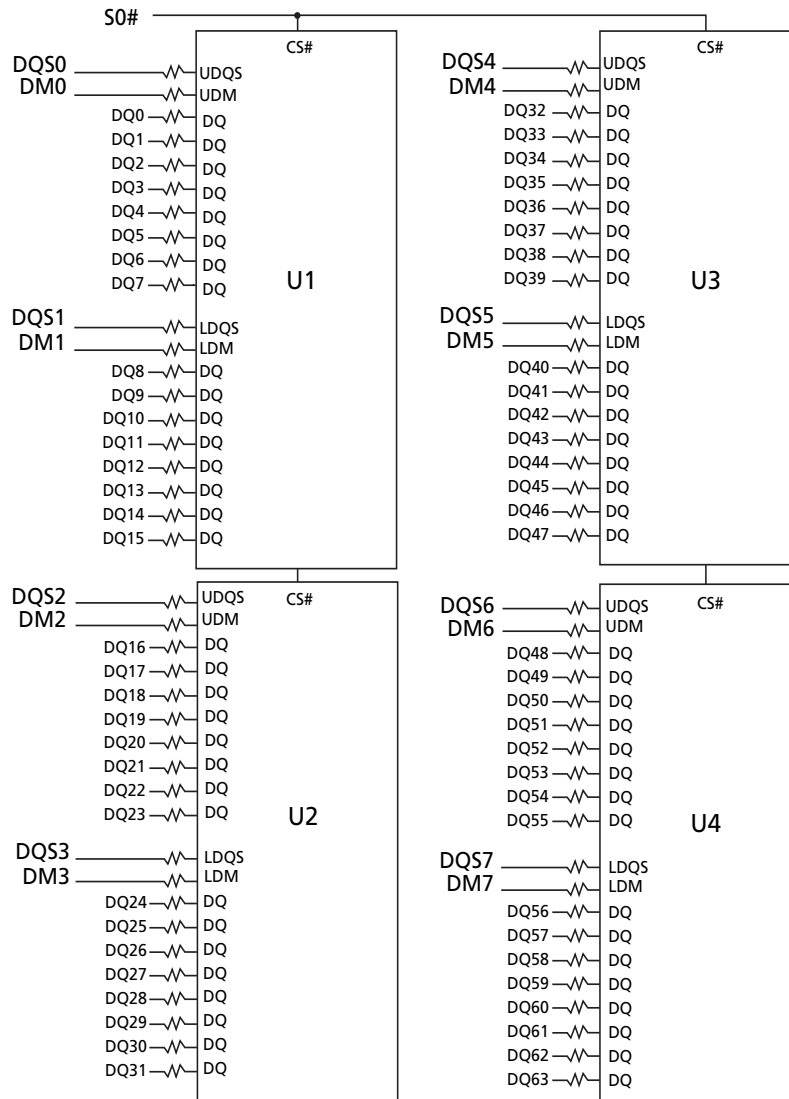 S0#
CS#
DQS0 UDQS
DM0 UDM
DQ0 DQ
DQ1 DQ
DQ2 DQ
DQ3 DQ
DQ4 DQ
DQ5 DQ
DQ6 DQ
DQ7 DQ
U1
DQS1 LDQS
DM1 LDM
DQ8 DQ
DQ9 DQ
DQ10 DQ
DQ11 DQ
DQ12 DQ
DQ13 DQ
DQ14 DQ
DQ15 DQ
CS#
DQS2 UDQS
DM2 UDM
DQ16 DQ
DQ17 DQ
DQ18 DQ
DQ19 DQ
DQ20 DQ
DQ21 DQ
DQ22 DQ
DQ23 DQ
U2
DQS3 LDQS
DM3 LDM
DQ24 DQ
DQ25 DQ
DQ26 DQ
DQ27 DQ
DQ28 DQ
DQ29 DQ
DQ30 DQ
DQ31 DQ
CS#
DQS4 UDQS
DM4 UDM
DQ32 DQ
DQ33 DQ
DQ34 DQ
DQ35 DQ
DQ36 DQ
DQ37 DQ
DQ38 DQ
DQ39 DQ
U3
DQS5 LDQS
DM5 LDM
DQ40 DQ
DQ41 DQ
DQ42 DQ
DQ43 DQ
DQ44 DQ
DQ45 DQ
DQ46 DQ
DQ47 DQ
CS#
DQS6 UDQS
DM6 UDM
DQ48 DQ
DQ49 DQ
DQ50 DQ
DQ51 DQ
DQ52 DQ
DQ53 DQ
DQ54 DQ
DQ55 DQ
U4
DQS7 LDQS
DM7 LDM
DQ56 DQ
DQ57 DQ
DQ58 DQ
DQ59 DQ
DQ60 DQ
DQ61 DQ
DQ62 DQ
DQ63 DQ